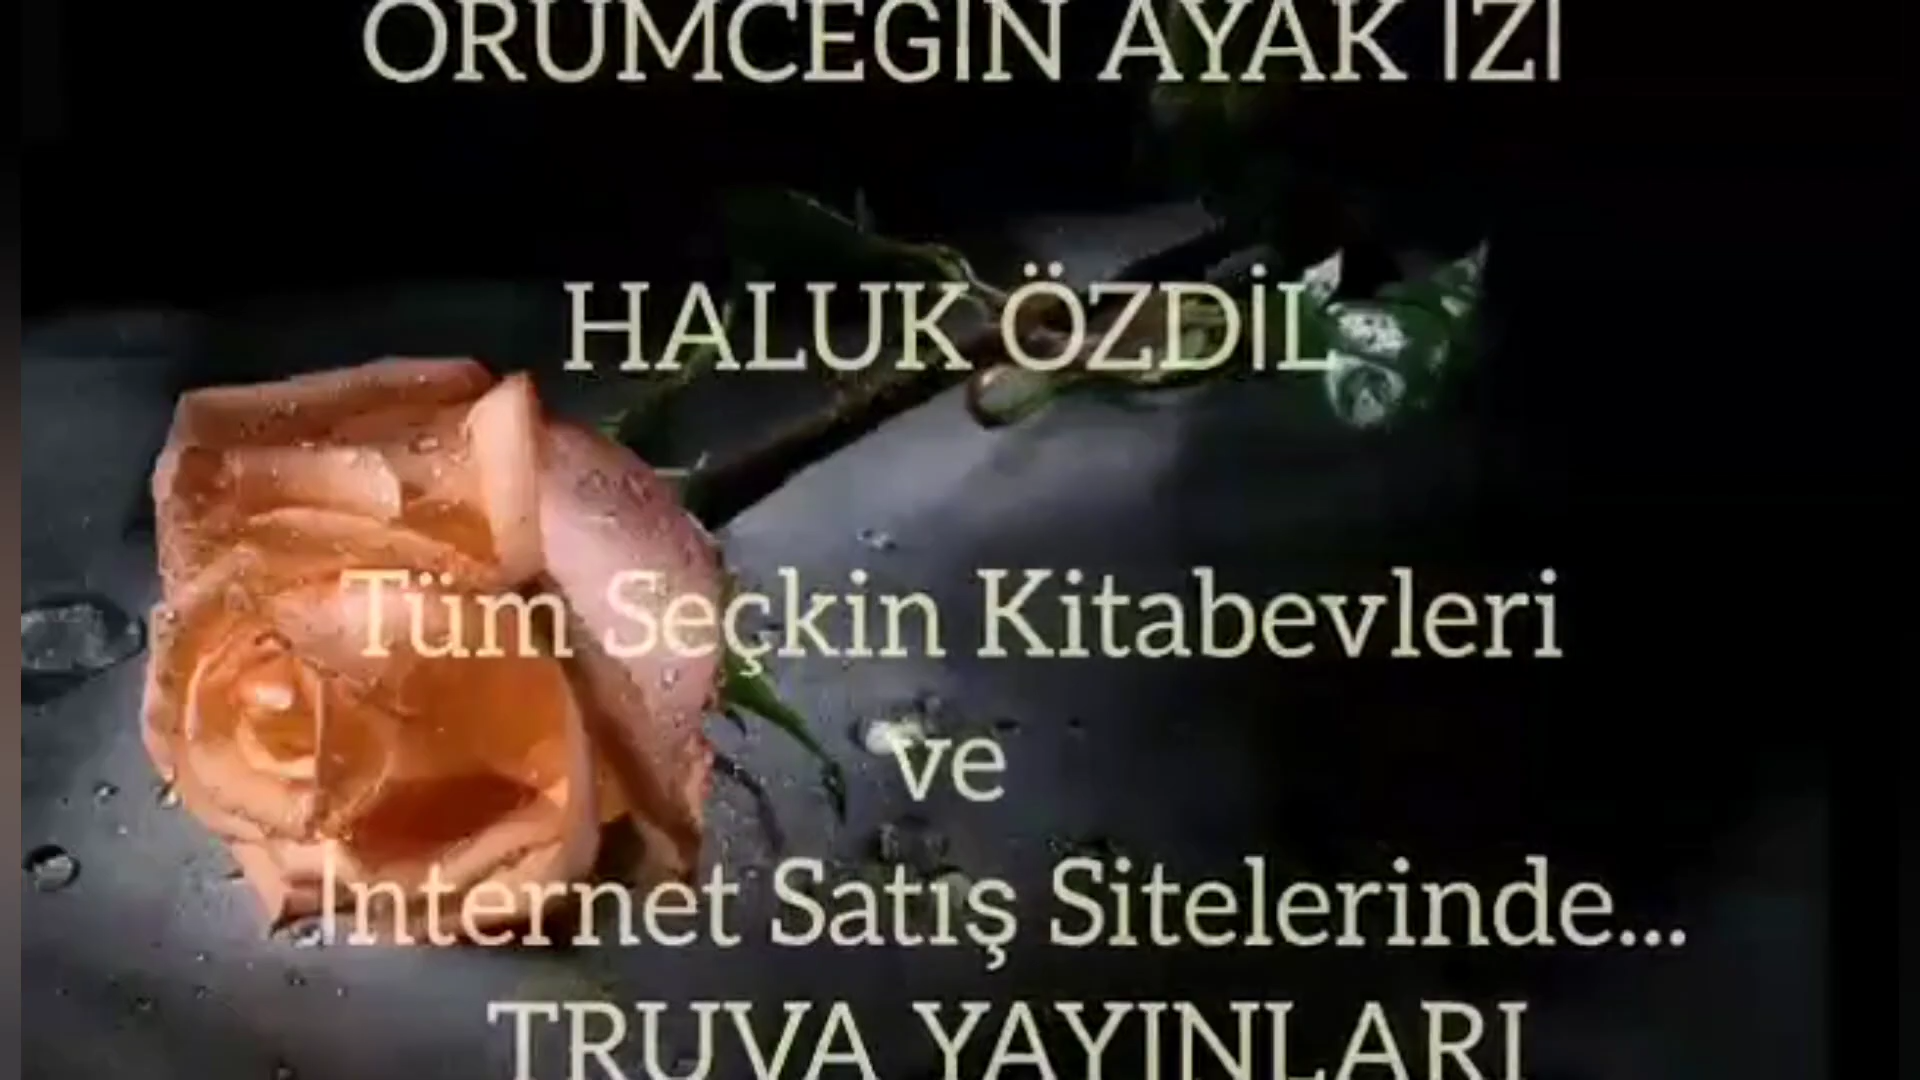 ÖRÜMCEĞİN AYAK İZİ
HALUK ÖZDİL
Tüm Seçkin Kitabevleri
ve
İnternet Satış Sitelerinde...
TRUVA YAYINLARI